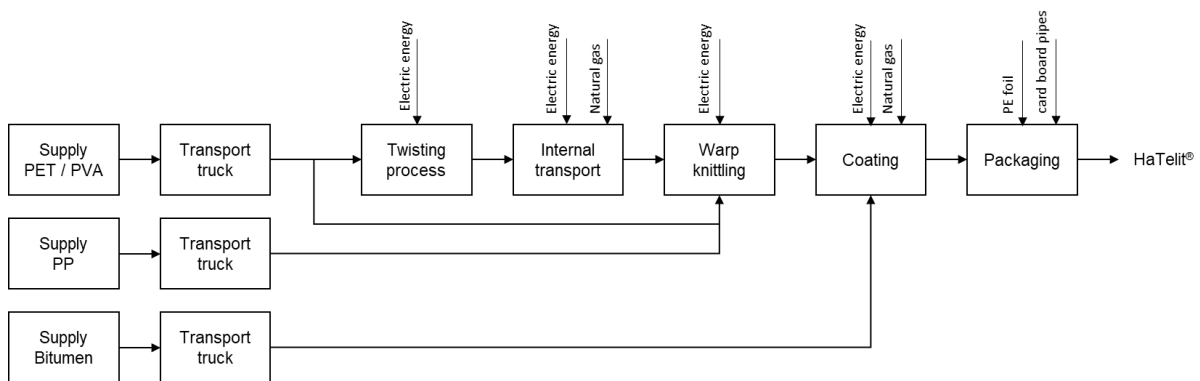 Electric energy
Electric energy
Natural gas
Electric energy
Electric energy
Natural gas
PE foil
card board pipes
Supply
PET / PVA
Transport
truck
Twisting
process
Internal
transport
Warp
knittling
Coating
Packaging
HaTelit®
Supply
PP
Transport
truck
Supply
Bitumen
Transport
truck